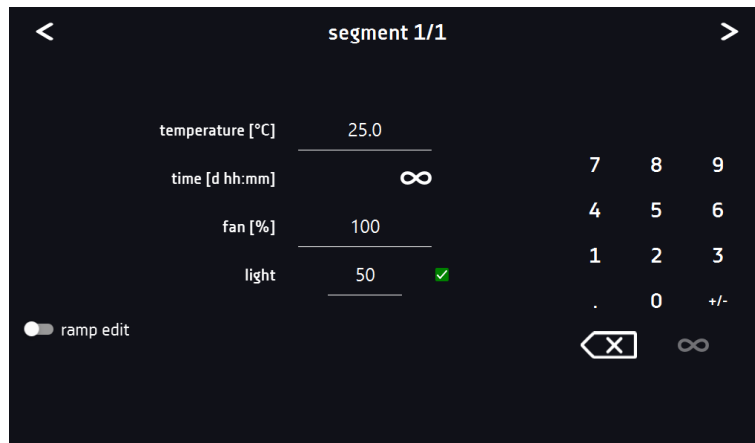 < segment 1/1 >
temperature [°C] 25.0
time [d hh:mm] ∞
fan [%] 100
light 50
ramp edit
7 8 9
4 5 6
1 2 3
. 0 +/-
∞